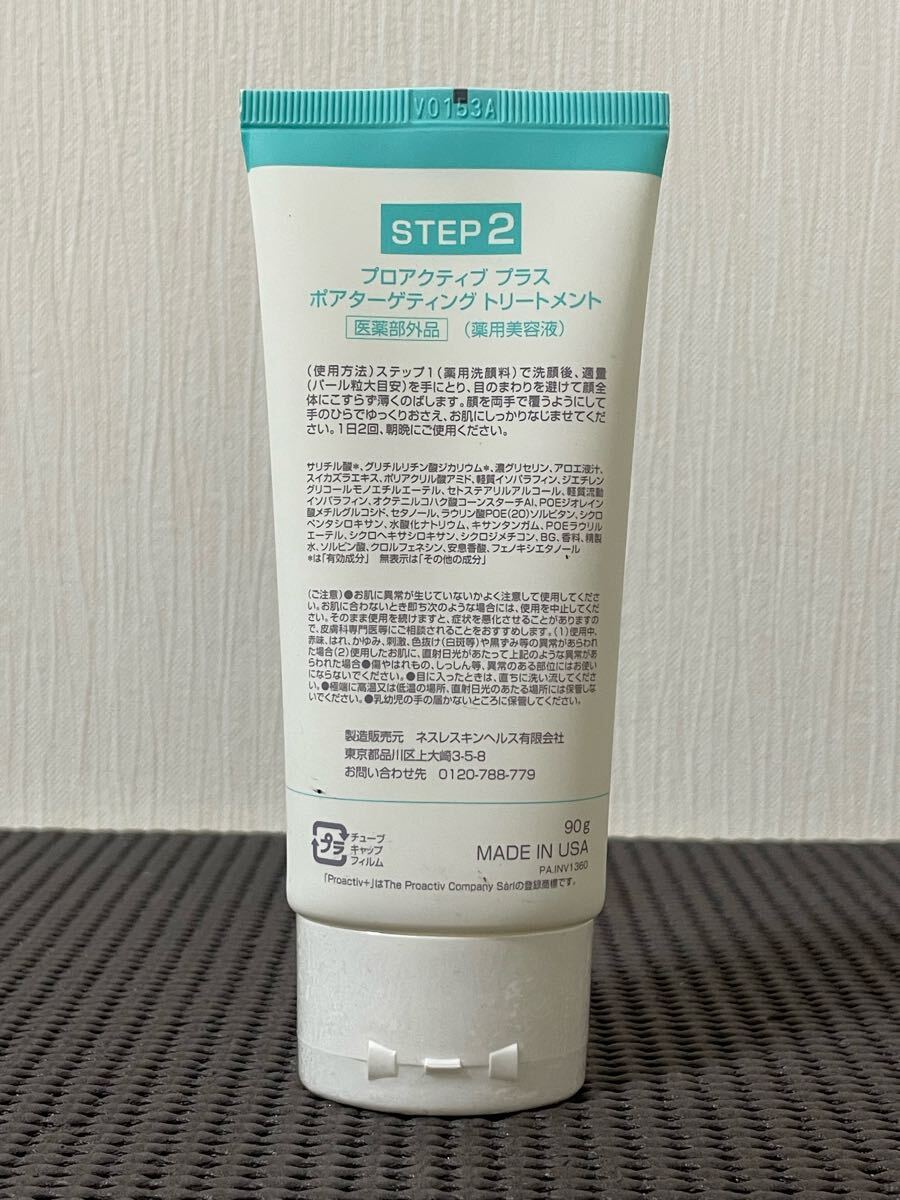 V0153A
STEP 2
プロアクティブ プラス
ポアターゲティング トリートメント
医薬部外品 (薬用美容液)
(使用方法)ステップ1(薬用洗顔料)で洗顔後、適量
(パール粒大目安)を手にとり、目のまわりを避けて顔全
体にこすらず薄くのばします。顔を両手で覆うようにして
手のひらでゆっくりおさえ、お肌にしっかりなじませてくだ
さい。1日2回、朝晩にご使用ください。
サリチル酸*、グリチルリチン酸ジカリウム*、濃グリセリン、アロエ液汁、
スイカズラエキス、ポリアクリル酸アミド、軽質イソパラフィン、ジエチレン
グリコールモノエチルエーテル、セトステアリルアルコール、軽質流動
イソパラフィン、オクテニルコハク酸コーンスターチAl、POEジオレイン
酸メチルグルコシド、セタノール、ラウリン酸POE(20)ソルビタン、シクロ
ペンタシロキサン、水酸化ナトリウム、キサンタンガム、POEラウリル
エーテル、シクロヘキサシロキサン、シクロジメチコン、BG、香料、精製
水、ソルビン酸、クロルフェネシン、安息香酸、フェノキシエタノール
*は「有効成分」 無表示は「その他の成分」
(ご注意)●お肌に異常が生じていないかよく注意して使用してくださ
い。お肌に合わないとき即ち次のような場合には、使用を中止してくだ
さい。そのまま使用を続けますと、症状を悪化させることがありますの
で、皮膚科専門医等にご相談されることをおすすめします。(1)使用中、
赤味、はれ、かゆみ、刺激、色抜け(白斑等)や黒ずみ等の異常があらわれ
た場合(2)使用したお肌に、直射日光があたって上記のような異常があ
らわれた場合●傷やはれもの、しっしん等、異常のある部位にはお使い
にならないでください。●目に入ったときは、直ちに洗い流してくださ
い。●極端に高温又は低温の場所、直射日光のあたる場所には保管しな
いでください。●乳幼児の手の届かないところに保管してください。
製造販売元 ネスレスキンヘルス有限会社
東京都品川区上大崎3-5-8
お問い合わせ先 0120-788-779
90g
MADE IN USA
PA.INV1360
プラ
チューブ
キャップ
フィルム
「Proactiv+」はThe Proactiv Company Sàrlの登録商標です。